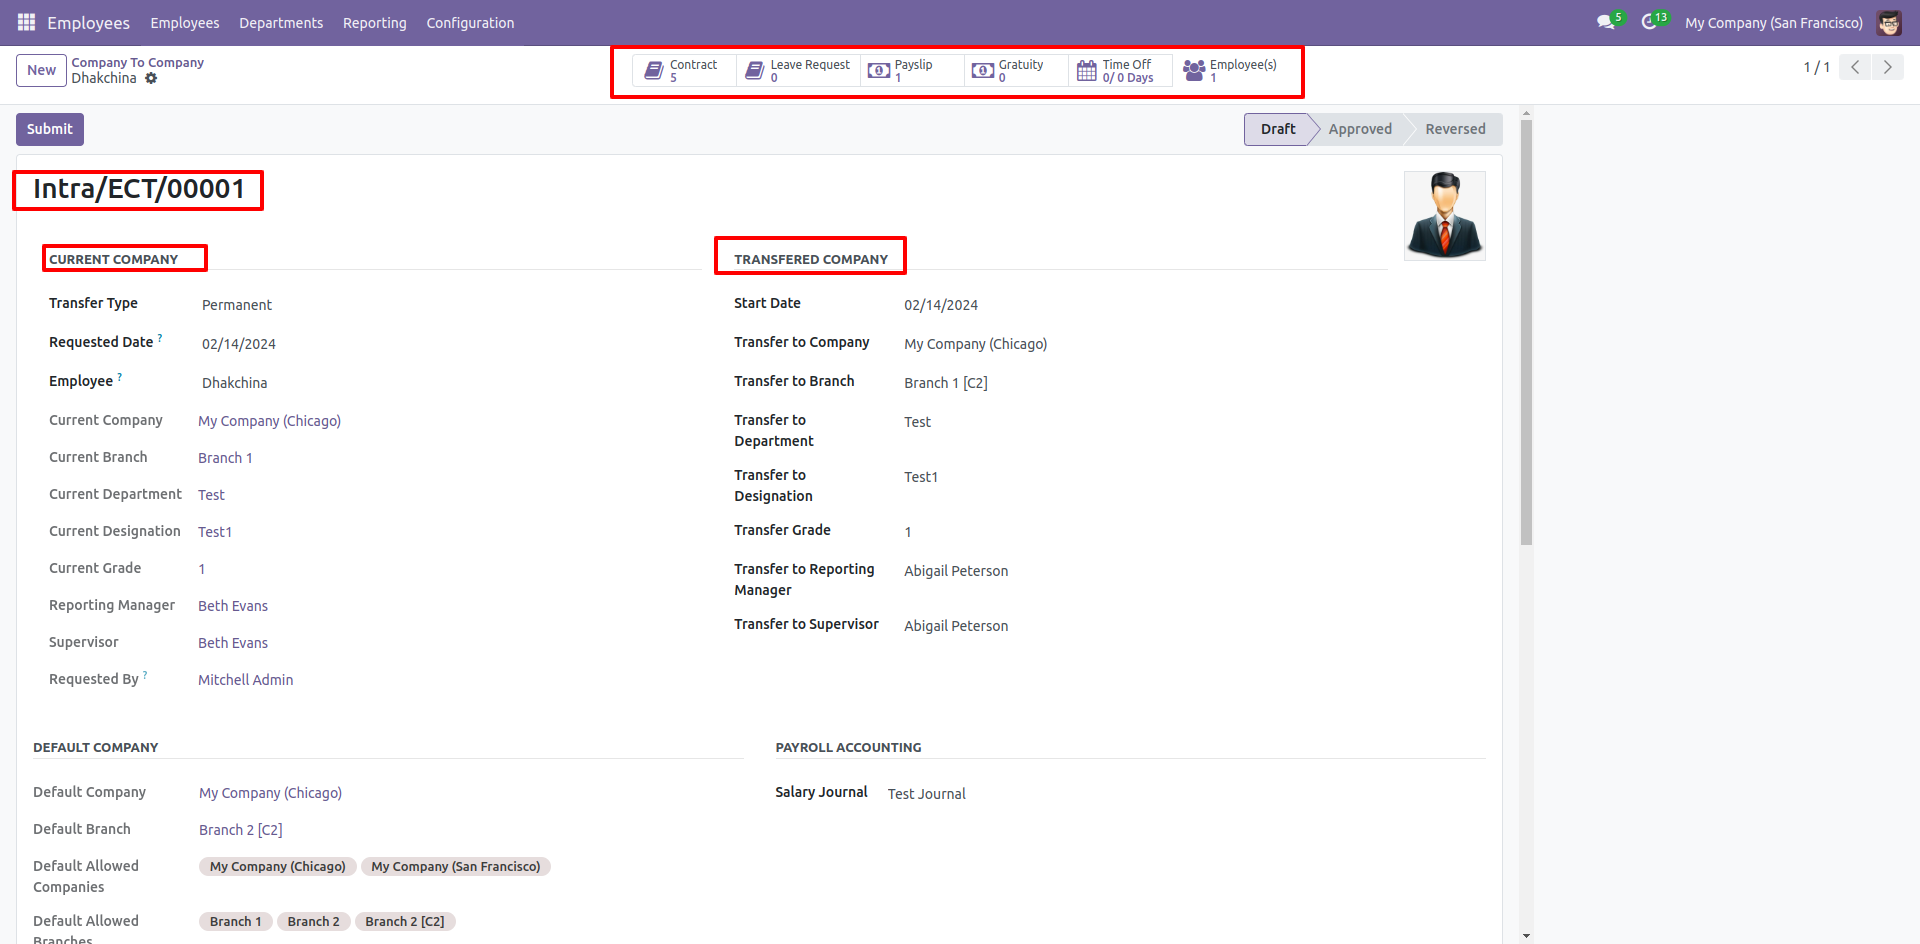 Employees Employees Departments Reporting Configuration 5 13 My Company (San Francisco)
New Company To Company
Dhakchina
Contract 5 Leave Request 0 Payslip 1 Gratuity 0 Time Off 0/ 0 Days Employee(s) 1
1 / 1
Submit Draft Approved Reversed
Intra/ECT/00001
CURRENT COMPANY
Transfer Type Permanent
Requested Date ? 02/14/2024
Employee ? Dhakchina
Current Company My Company (Chicago)
Current Branch Branch 1
Current Department Test
Current Designation Test1
Current Grade 1
Reporting Manager Beth Evans
Supervisor Beth Evans
Requested By ? Mitchell Admin
TRANSFERED COMPANY
Start Date 02/14/2024
Transfer to Company My Company (Chicago)
Transfer to Branch Branch 1 [C2]
Transfer to Test
Department
Transfer to Test1
Designation
Transfer Grade 1
Transfer to Reporting Abigail Peterson
Manager
Transfer to Supervisor Abigail Peterson
DEFAULT COMPANY
Default Company My Company (Chicago)
Default Branch Branch 2 [C2]
Default Allowed My Company (Chicago) My Company (San Francisco)
Companies
Default Allowed Branch 1 Branch 2 Branch 2 [C2]
Branches
PAYROLL ACCOUNTING
Salary Journal Test Journal